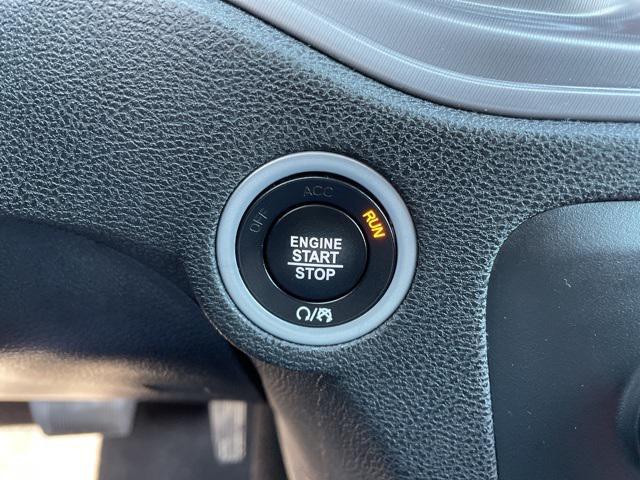 OFF ACC RUN
ENGINE
START
STOP